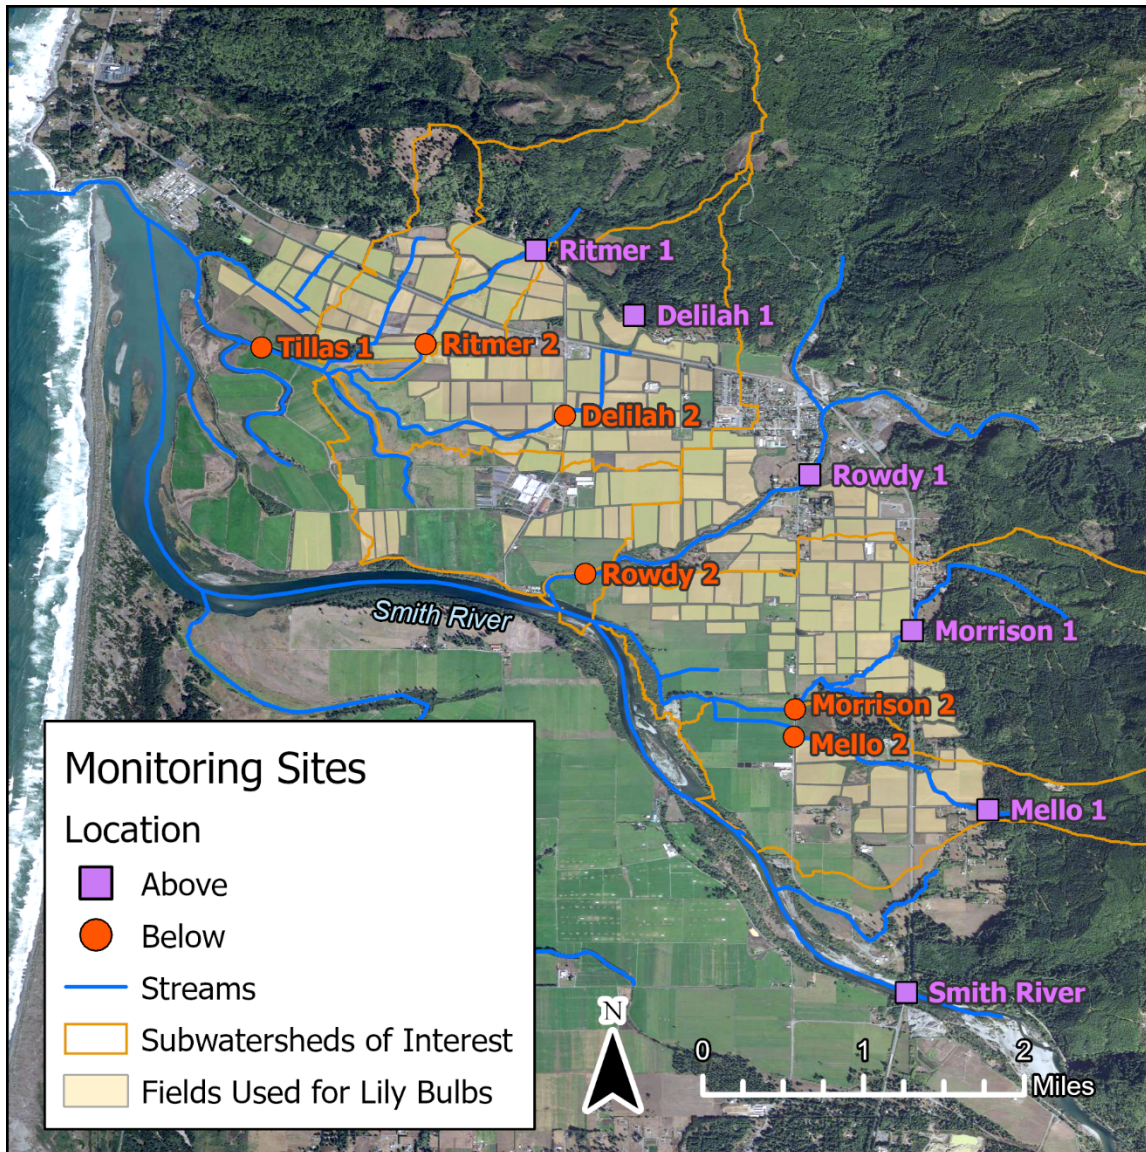 Ritmer 1
Delilah 1
Tillas 1
Ritmer 2
Delilah 2
Rowdy 1
Rowdy 2
Smith River
Morrison 1
Morrison 2
Mello 2
Mello 1
Smith River
N
0 1 2
Miles
Monitoring Sites
Location
Above
Below
Streams
Subwatersheds of Interest
Fields Used for Lily Bulbs